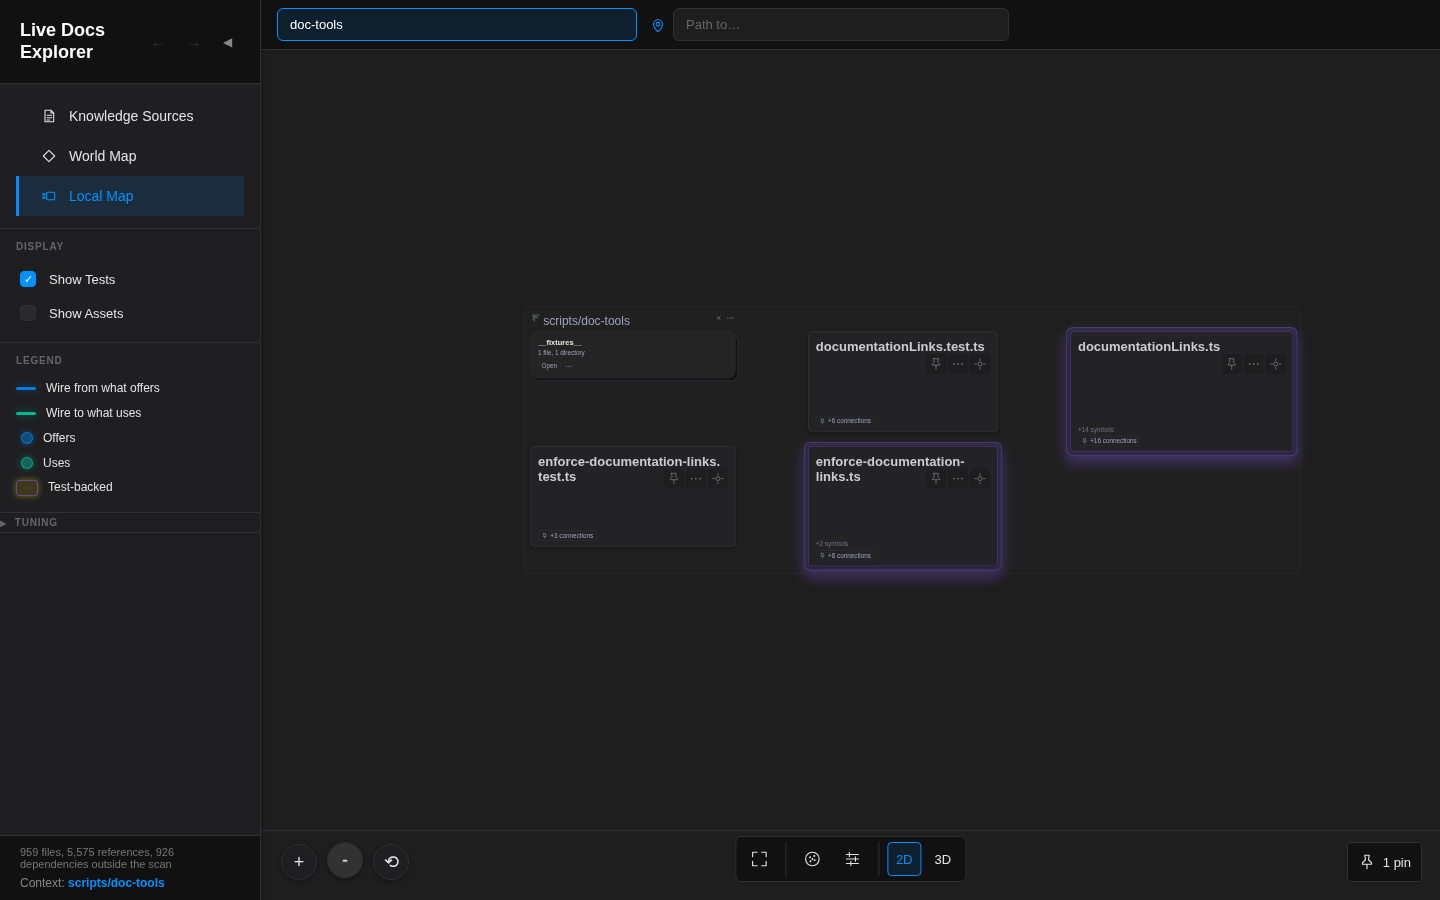 Live Docs
Explorer
doc-tools
Path to…
Knowledge Sources
World Map
Local Map
DISPLAY
Show Tests
Show Assets
LEGEND
Wire from what offers
Wire to what uses
Offers
Uses
Test-backed
TUNING
959 files, 5,575 references, 926
dependencies outside the scan
Context: scripts/doc-tools
scripts/doc-tools
__fixtures__
1 file, 1 directory
Open
documentationLinks.test.ts
+6 connections
documentationLinks.ts
+14 symbols
+16 connections
enforce-documentation-links.
test.ts
+3 connections
enforce-documentation-
links.ts
+2 symbols
+8 connections
2D
3D
1 pin